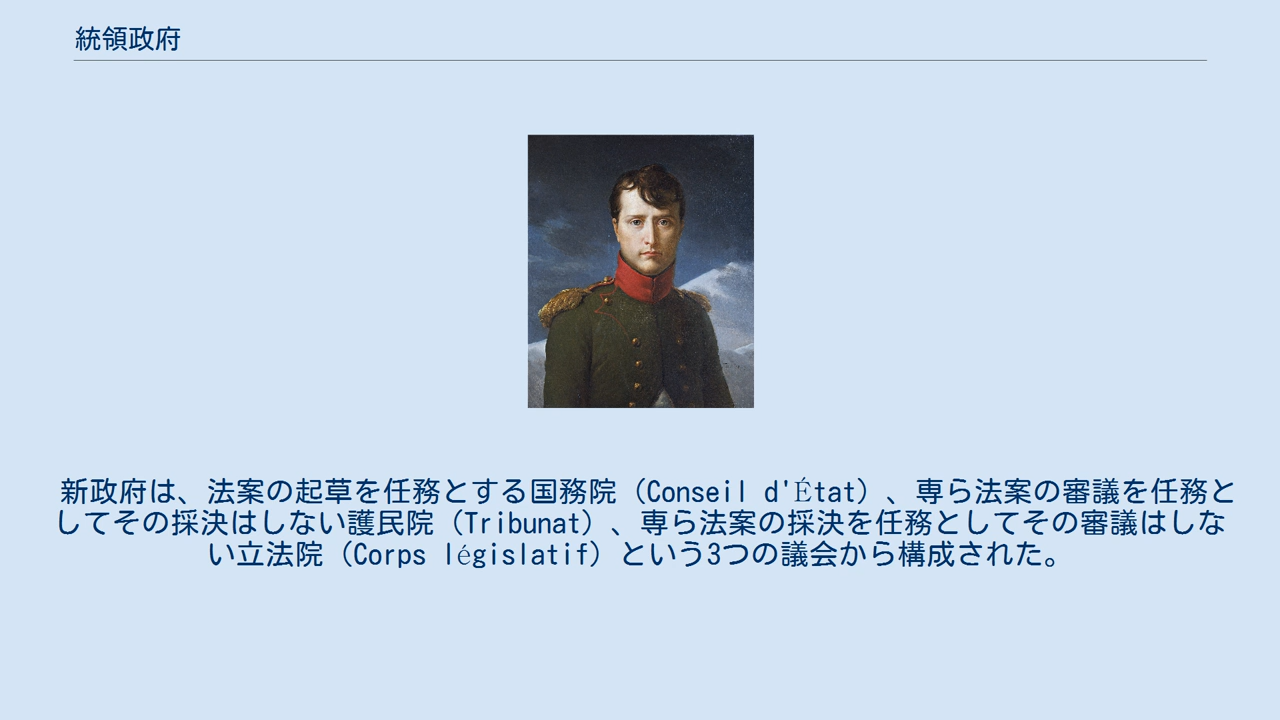 統領政府
新政府は、法案の起草を任務とする国務院（Conseil d'État）、専ら法案の審議を任務と
してその採決はしない護民院（Tribunat）、専ら法案の採決を任務としてその審議はしな
い立法院（Corps législatif）という3つの議会から構成された。